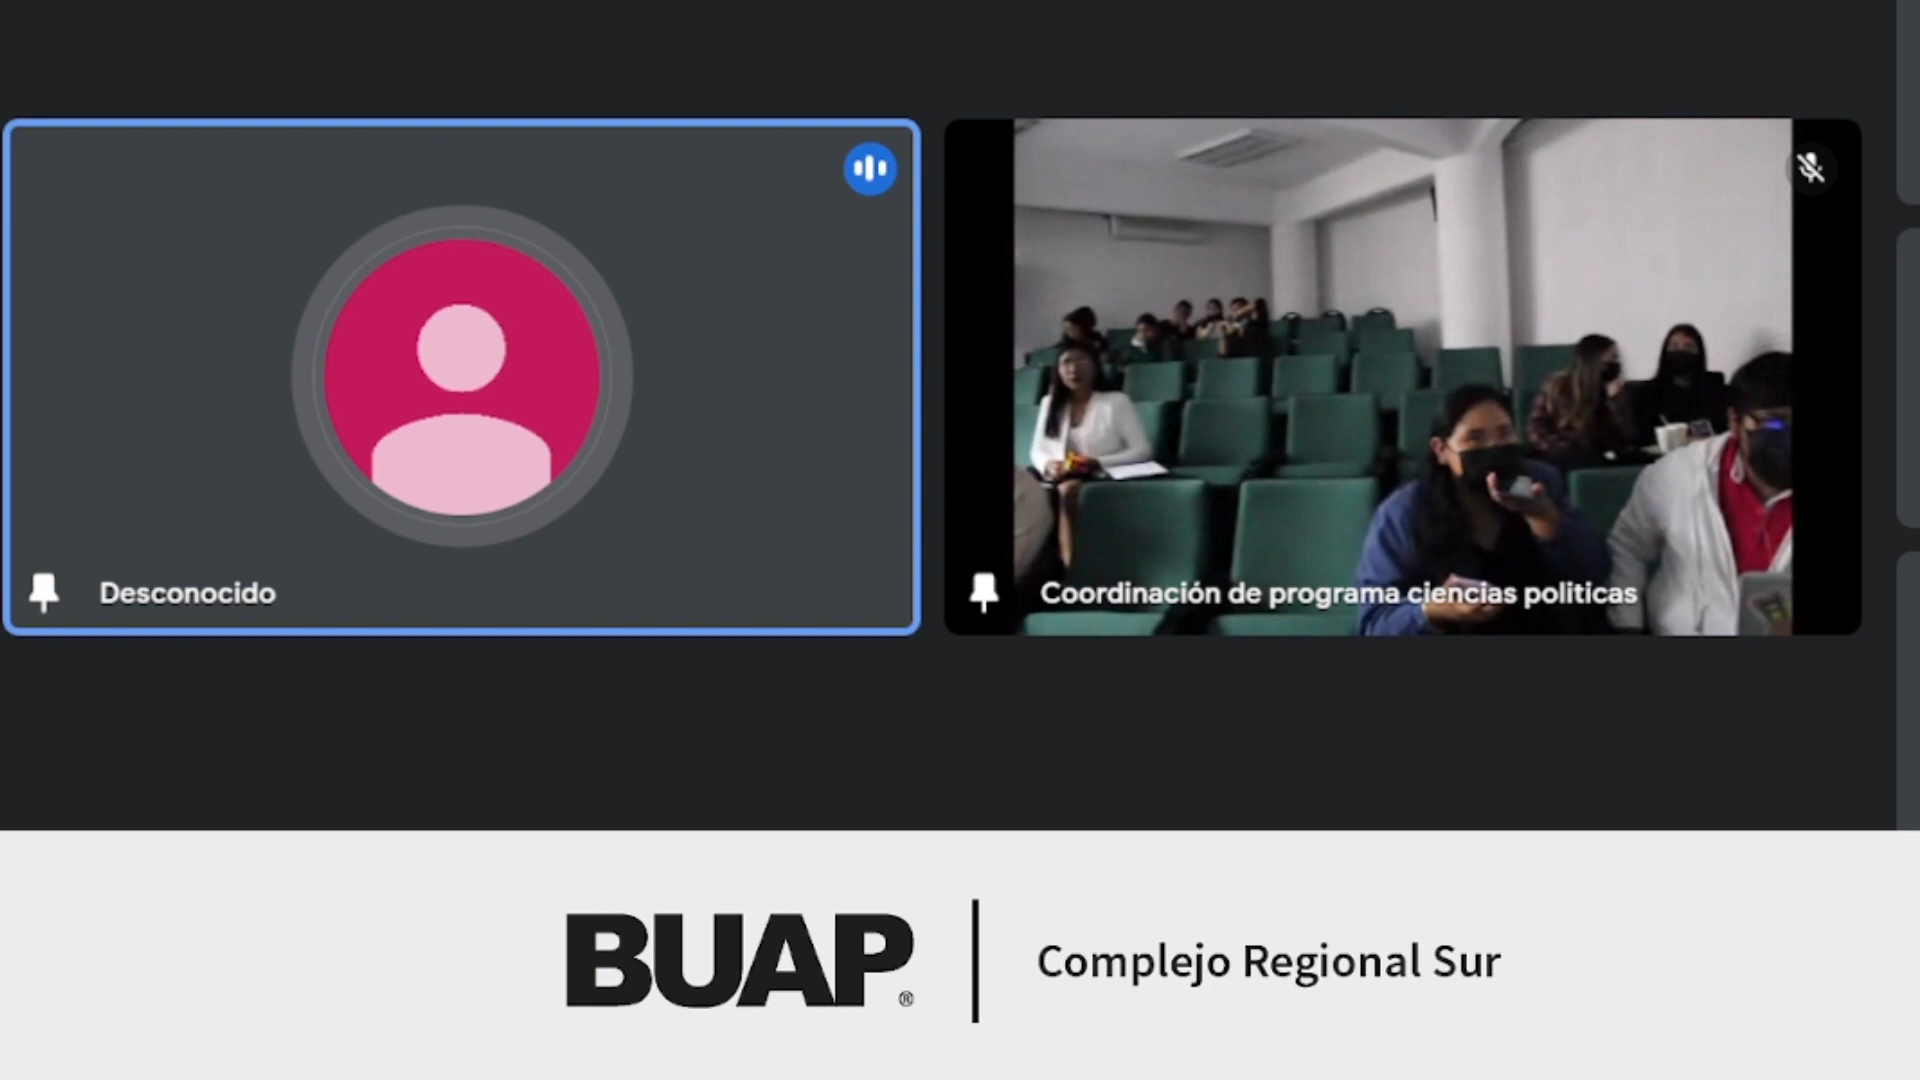 Desconocido
Coordinación de programa ciencias politicas
BUAP®
Complejo Regional Sur